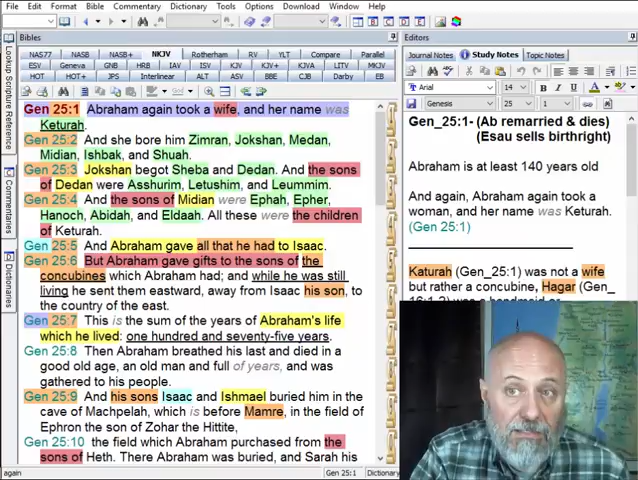 File Edit Format Bible Book Commentary Dictionary Tools Options Download Window Help
Bibles
NAS77 NASB NASB+ NKJV Rotherham RV YLT Compare Parallel
ESV Geneva GNB HRB IAV ISV JMNT KJV KJVA LITV MKJV
HOT HOT+ JPS Interlinear ALT ASV BBE CJB Darby EB
Gen 25:1 Abraham again took a wife, and her name was
Keturah.
Gen 25:2 And she bore him Zimran, Jokshan, Medan,
Midian, Ishbak, and Shuah.
Gen 25:3 Jokshan begot Sheba and Dedan. And the sons
of Dedan were Asshurim, Letushim, and Leummim.
Gen 25:4 And the sons of Midian were Ephah, Epher,
Hanoch, Abidah, and Eldaah. All these were the children
of Keturah.
Gen 25:5 And Abraham gave all that he had to Isaac.
Gen 25:6 But Abraham gave gifts to the sons of the
concubines which Abraham had; and while he was still
living he sent them eastward, away from Isaac his son, to
the country of the east.
Gen 25:7 This is the sum of the years of Abraham's life
which he lived: one hundred and seventy-five years.
Gen 25:8 Then Abraham breathed his last and died in a
good old age, an old man and full of years, and was
gathered to his people.
Gen 25:9 And his sons Isaac and Ishmael buried him in the
cave of Machpelah, which is before Mamre, in the field of
Ephron the son of Zohar the Hittite,
Gen 25:10 the field which Abraham purchased from the
sons of Heth. There Abraham was buried, and Sarah his
again
Gen 25:1
Dictionary
Lookup Scripture Reference
Commentaries
Dictionaries
1
2
3
4
5
6
7
8
9
Editors
Journal Notes Study Notes Topic Notes
Arial 14 B I U
Genesis 25 1
Gen_25:1- (Ab remarried & dies)
(Esau sells birthright)
Abraham is at least 140 years old
And again, Abraham again took a
woman, and her name was Keturah.
(Gen 25:1)
Katurah (Gen_25:1) was not a wife
but rather a concubine, Hagar (Gen_